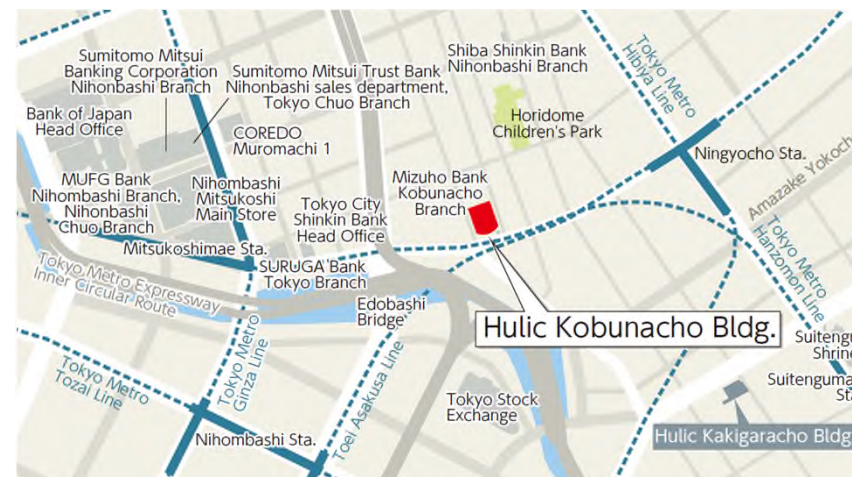 Sumitomo Mitsui
Banking Corporation
Nihonbashi Branch
Sumitomo Mitsui Trust Bank
Nihonbashi sales department,
Tokyo Chuo Branch
Bank of Japan
Head Office
COREDO
Muromachi 1
MUFG Bank
Nihombashi Branch,
Nihonbashi
Chuo Branch
Nihombashi
Mitsukoshi
Main Store
Mitsukoshimae Sta.
Tokyo City
Shinkin Bank
Head Office
SURUGA Bank
Tokyo Branch
Shiba Shinkin Bank
Nihonbashi Branch
Horidome
Children's Park
Mizuho Bank
Kobunacho
Branch
Tokyo Metro
Hibiya Line
Ningyocho Sta.
Amazake Yokoch
Tokyo Metro
Hanzomon Line
Tokyo Metro Expressway
Inner Circular Route
Edobashi
Bridge
Hulic Kobunacho Bldg.
Tokyo Metro
Tozai Line
Tokyo Metro
Ginza Line
Nihombashi Sta.
Toei Asakusa Line
Tokyo Stock
Exchange
Suitengu
Shrine
Suitenguma
Sta
Hulic Kakigaracho Bldg